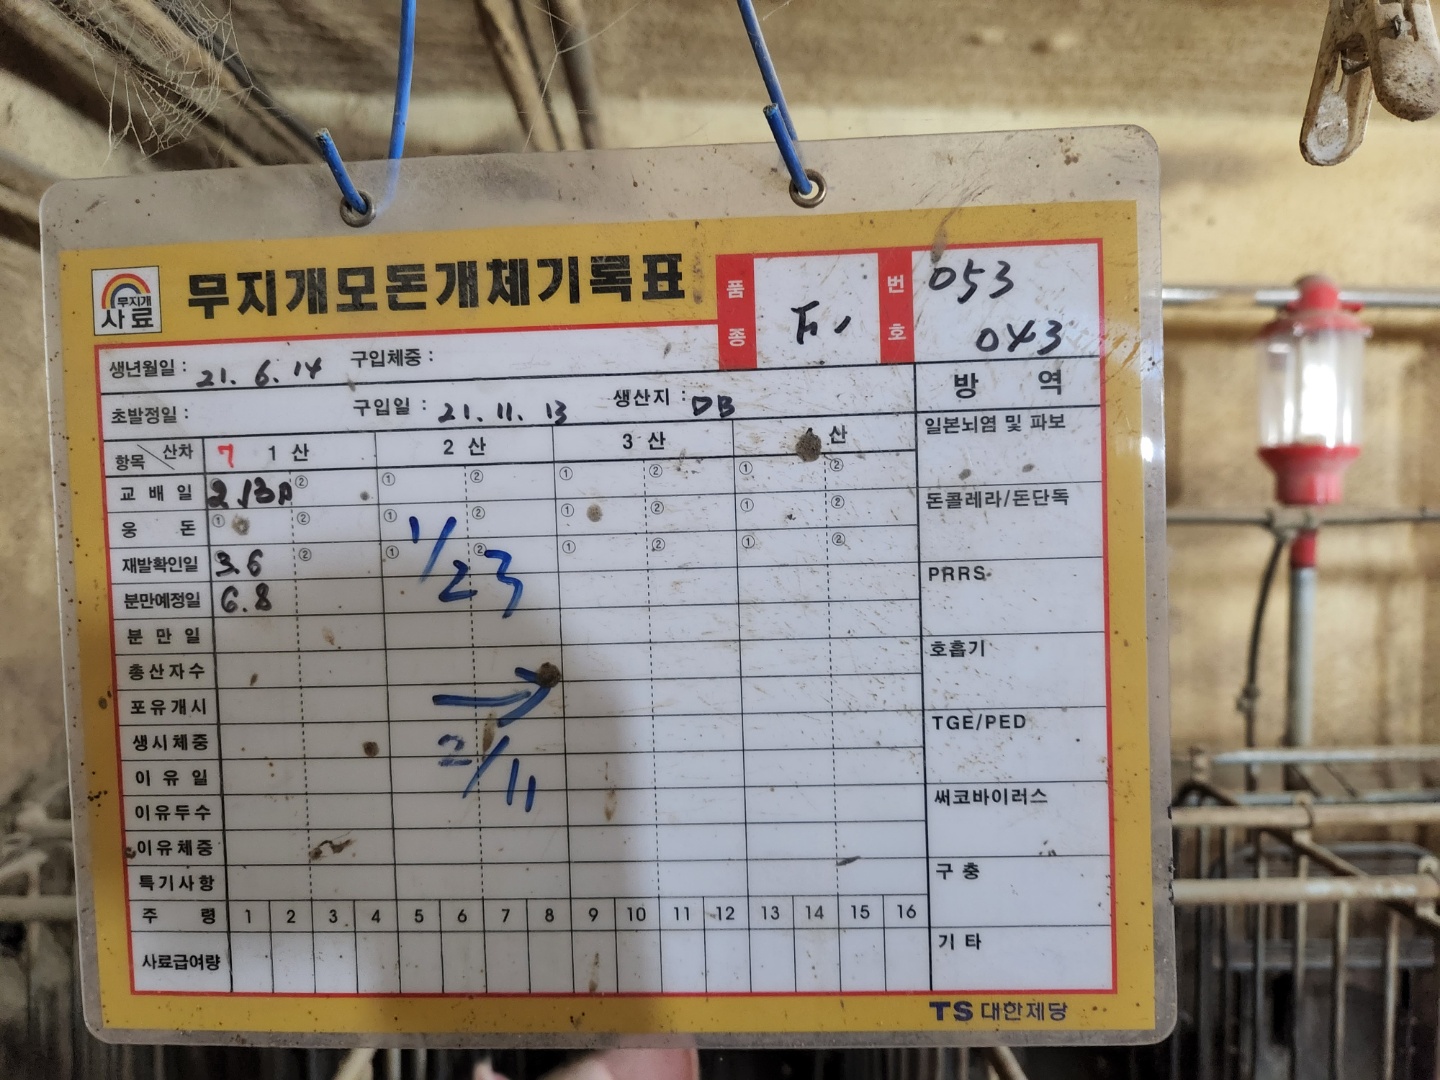 무지개
사료
무지개모돈개체기록표
품종 F1
번호 053
043
생년월일 : 21. 6. 14 구입체중 :
초발정일 : 구입일 : 21. 11. 13 생산지 : DB
방 역
항목 산차 7 1 산 2 산 3 산 산
교 배 일 2.13 ② ① ② ① ② ① ②
웅 돈 ① ② ① ② ① ② ① ②
재발확인일 3.6 ② ① ② ① ② ① ②
분만예정일 6.8
1/23
분 만 일
총산자수
포유개시 →
생시체중
2/11
이 유 일
이유두수
이유체중
특기사항
주 령 1 2 3 4 5 6 7 8 9 10 11 12 13 14 15 16
사료급여량
일본뇌염 및 파보
돈콜레라/돈단독
PRRS
호흡기
TGE/PED
써코바이러스
구 충
기 타
TS 대한제당